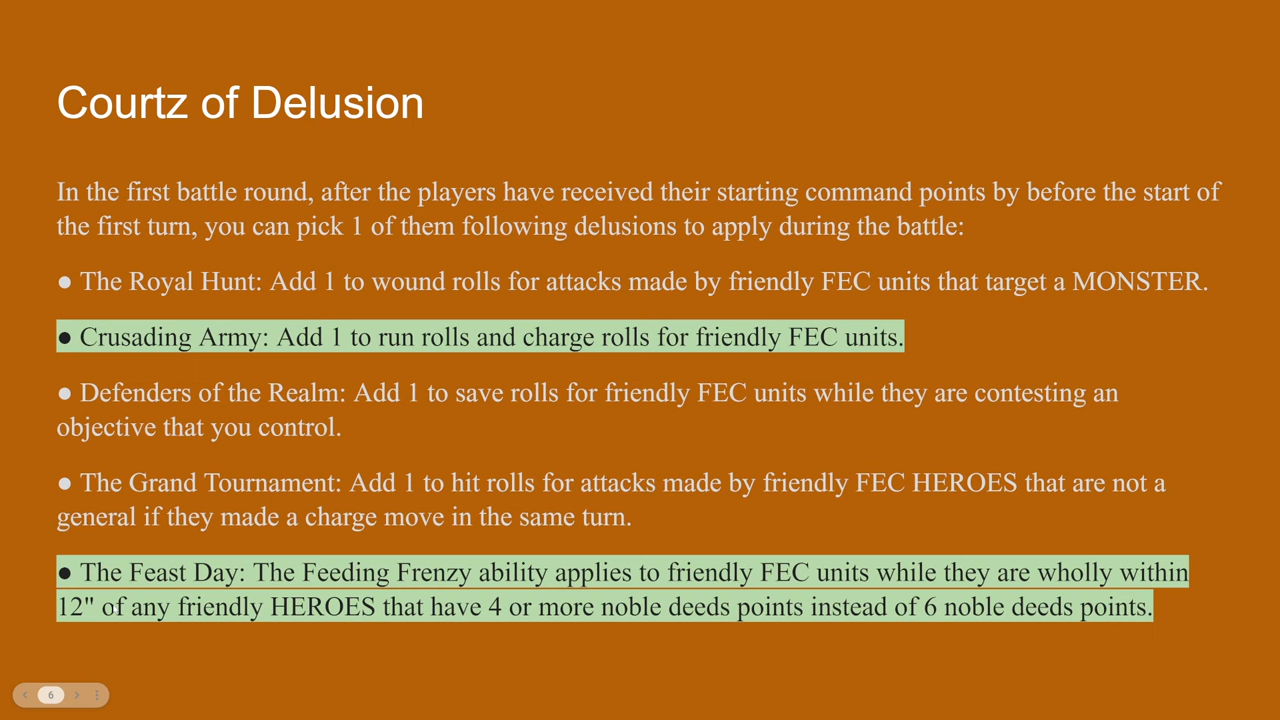 Courtz of Delusion
In the first battle round, after the players have received their starting command points by before the start of
the first turn, you can pick 1 of them following delusions to apply during the battle:
● The Royal Hunt: Add 1 to wound rolls for attacks made by friendly FEC units that target a MONSTER.
● Crusading Army: Add 1 to run rolls and charge rolls for friendly FEC units.
● Defenders of the Realm: Add 1 to save rolls for friendly FEC units while they are contesting an
objective that you control.
● The Grand Tournament: Add 1 to hit rolls for attacks made by friendly FEC HEROES that are not a
general if they made a charge move in the same turn.
● The Feast Day: The Feeding Frenzy ability applies to friendly FEC units while they are wholly within
12" of any friendly HEROES that have 4 or more noble deeds points instead of 6 noble deeds points.
6